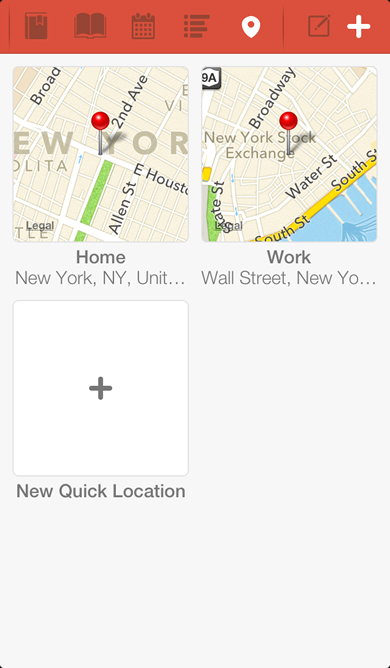 Broad
2nd Ave
E
VI
EW YOR
OLITA
E Housto
Allen St
TLE
Legal
9A
Broadway
New York Stock
Exchange
Water St
South St
State St
South St
Legal
Home
Work
New York, NY, Unit...
Wall Street, New Yo...
New Quick Location